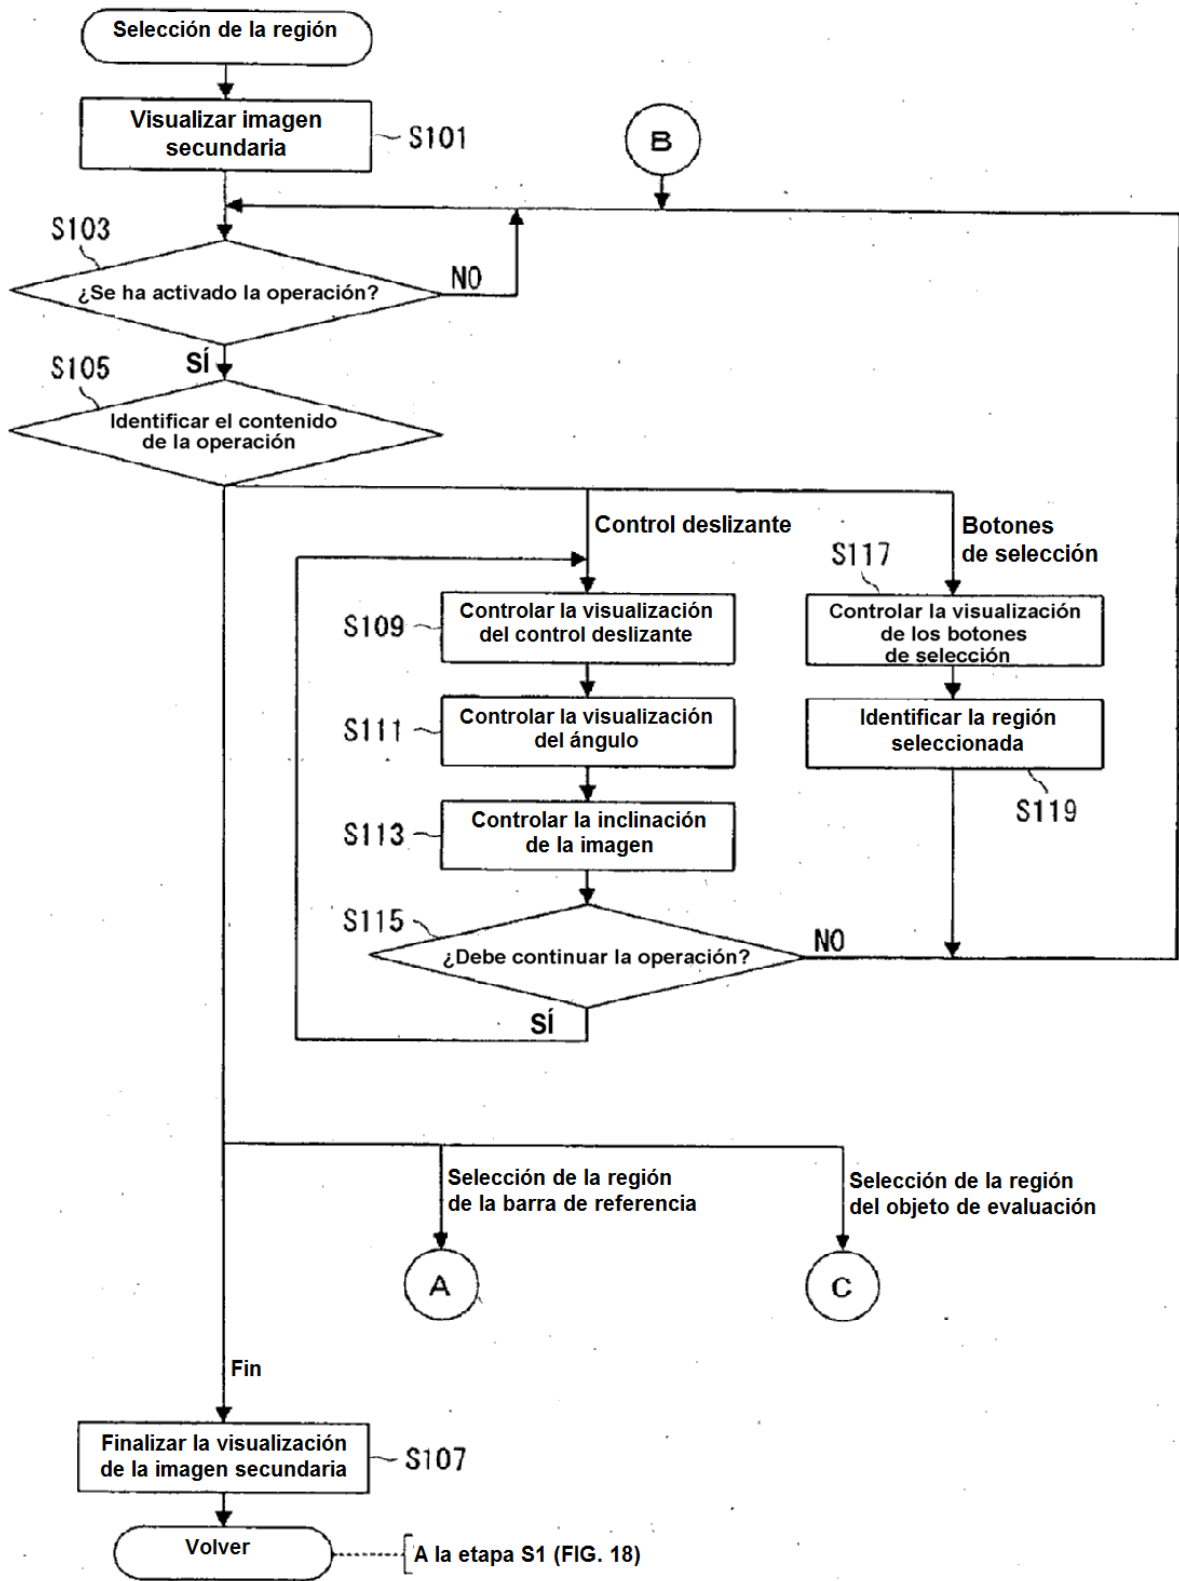 Selección de la región
Visualizar imagen
secundaria
S101
B
S103
¿Se ha activado la operación?
NO
SÍ
S105
Identificar el contenido
de la operación
Control deslizante
Botones
de selección
S117
S109
Controlar la visualización
del control deslizante
Controlar la visualización
de los botones
de selección
S111
Controlar la visualización
del ángulo
Identificar la región
seleccionada
S119
S113
Controlar la inclinación
de la imagen
S115
¿Debe continuar la operación?
NO
SÍ
Selección de la región
de la barra de referencia
Selección de la región
del objeto de evaluación
A
C
Fin
Finalizar la visualización
de la imagen secundaria
S107
Volver
A la etapa S1 (FIG. 18)